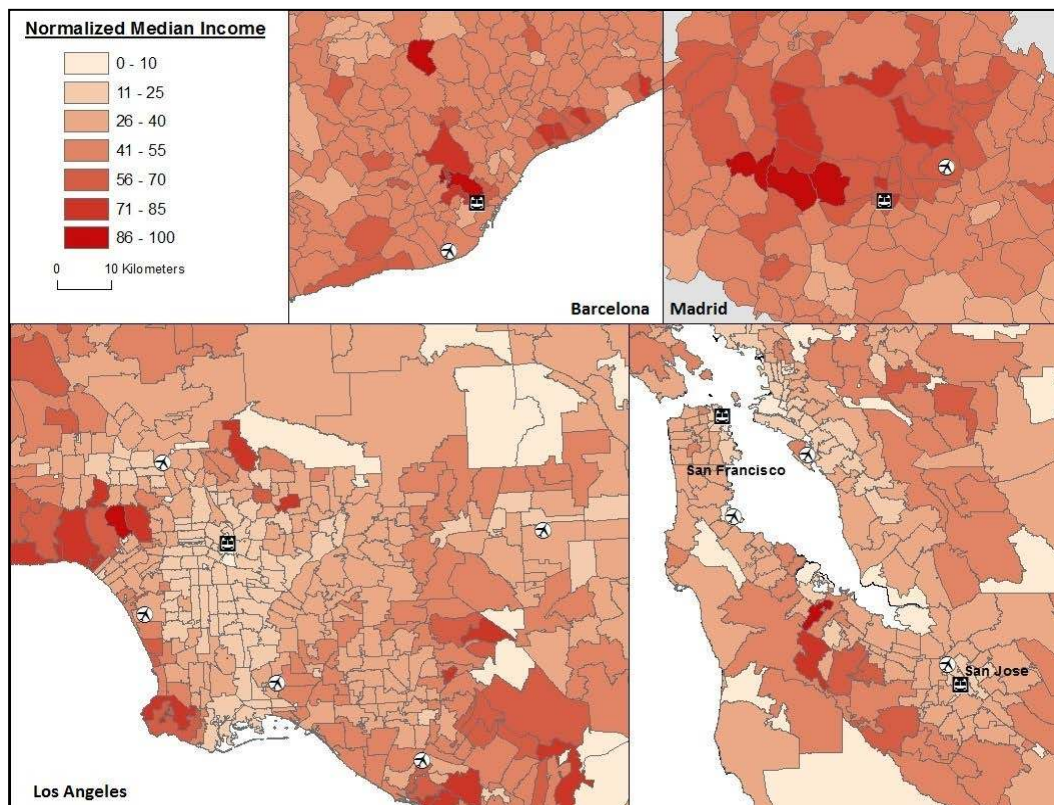 Normalized Median Income
0 - 10
11 - 25
26 - 40
41 - 55
56 - 70
71 - 85
86 - 100
0 10 Kilometers
Barcelona
Madrid
San Francisco
San Jose
Los Angeles